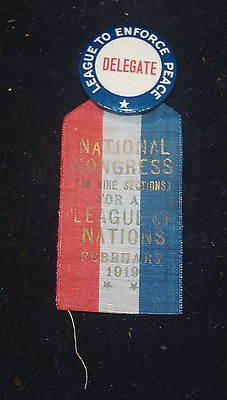 LEAGUE TO ENFORCE PEACE
DELEGATE
NATIONAL
CONGRESS
(IN NINE SECTIONS)
FOR A
LEAGUE OF
NATIONS
FEBRUARY
1919